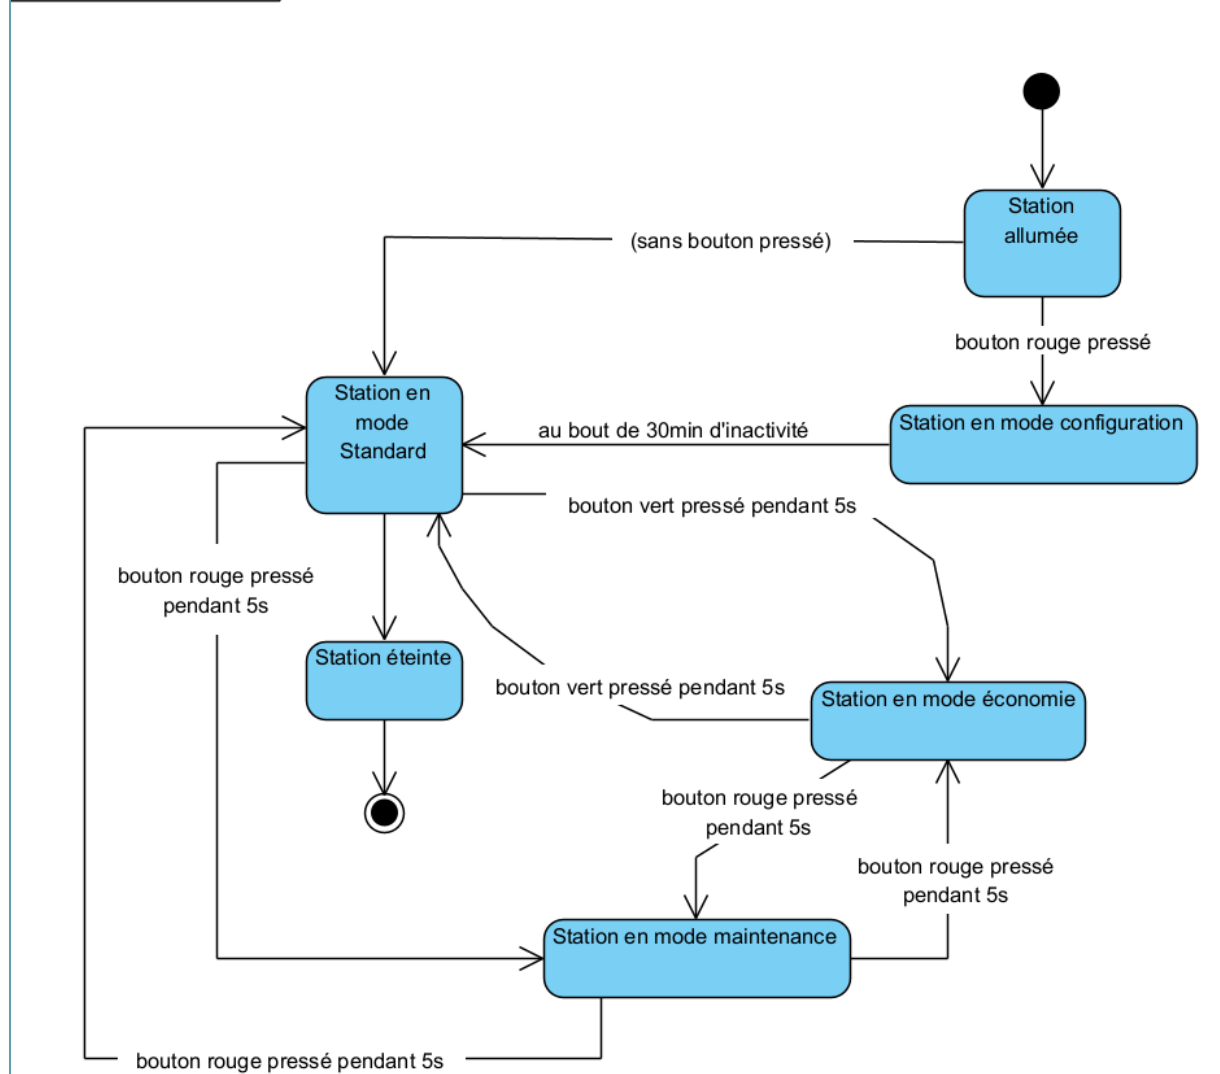 Station
allumée
(sans bouton pressé)
bouton rouge pressé
Station en
mode
Standard
au bout de 30min d'inactivité
Station en mode configuration
bouton vert pressé pendant 5s
bouton rouge pressé
pendant 5s
Station éteinte
bouton vert pressé pendant 5s
Station en mode économie
bouton rouge pressé
pendant 5s
bouton rouge pressé
pendant 5s
Station en mode maintenance
bouton rouge pressé pendant 5s